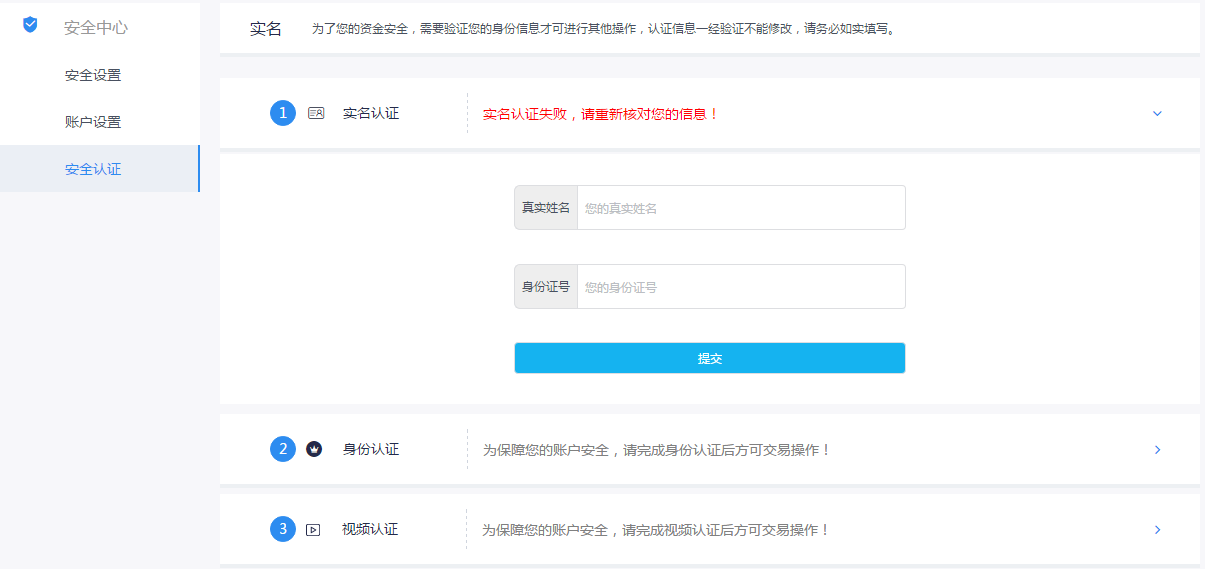 安全中心
安全设置
账户设置
安全认证
实名 为了您的资金安全，需要验证您的身份信息才可进行其他操作，认证信息一经验证不能修改，请务必如实填写。
1 实名认证 实名认证失败，请重新核对您的信息！
真实姓名 您的真实姓名
身份证号 您的身份证号
提交
2 身份认证 为保障您的账户安全，请完成身份认证后方可交易操作！
3 视频认证 为保障您的账户安全，请完成视频认证后方可交易操作！